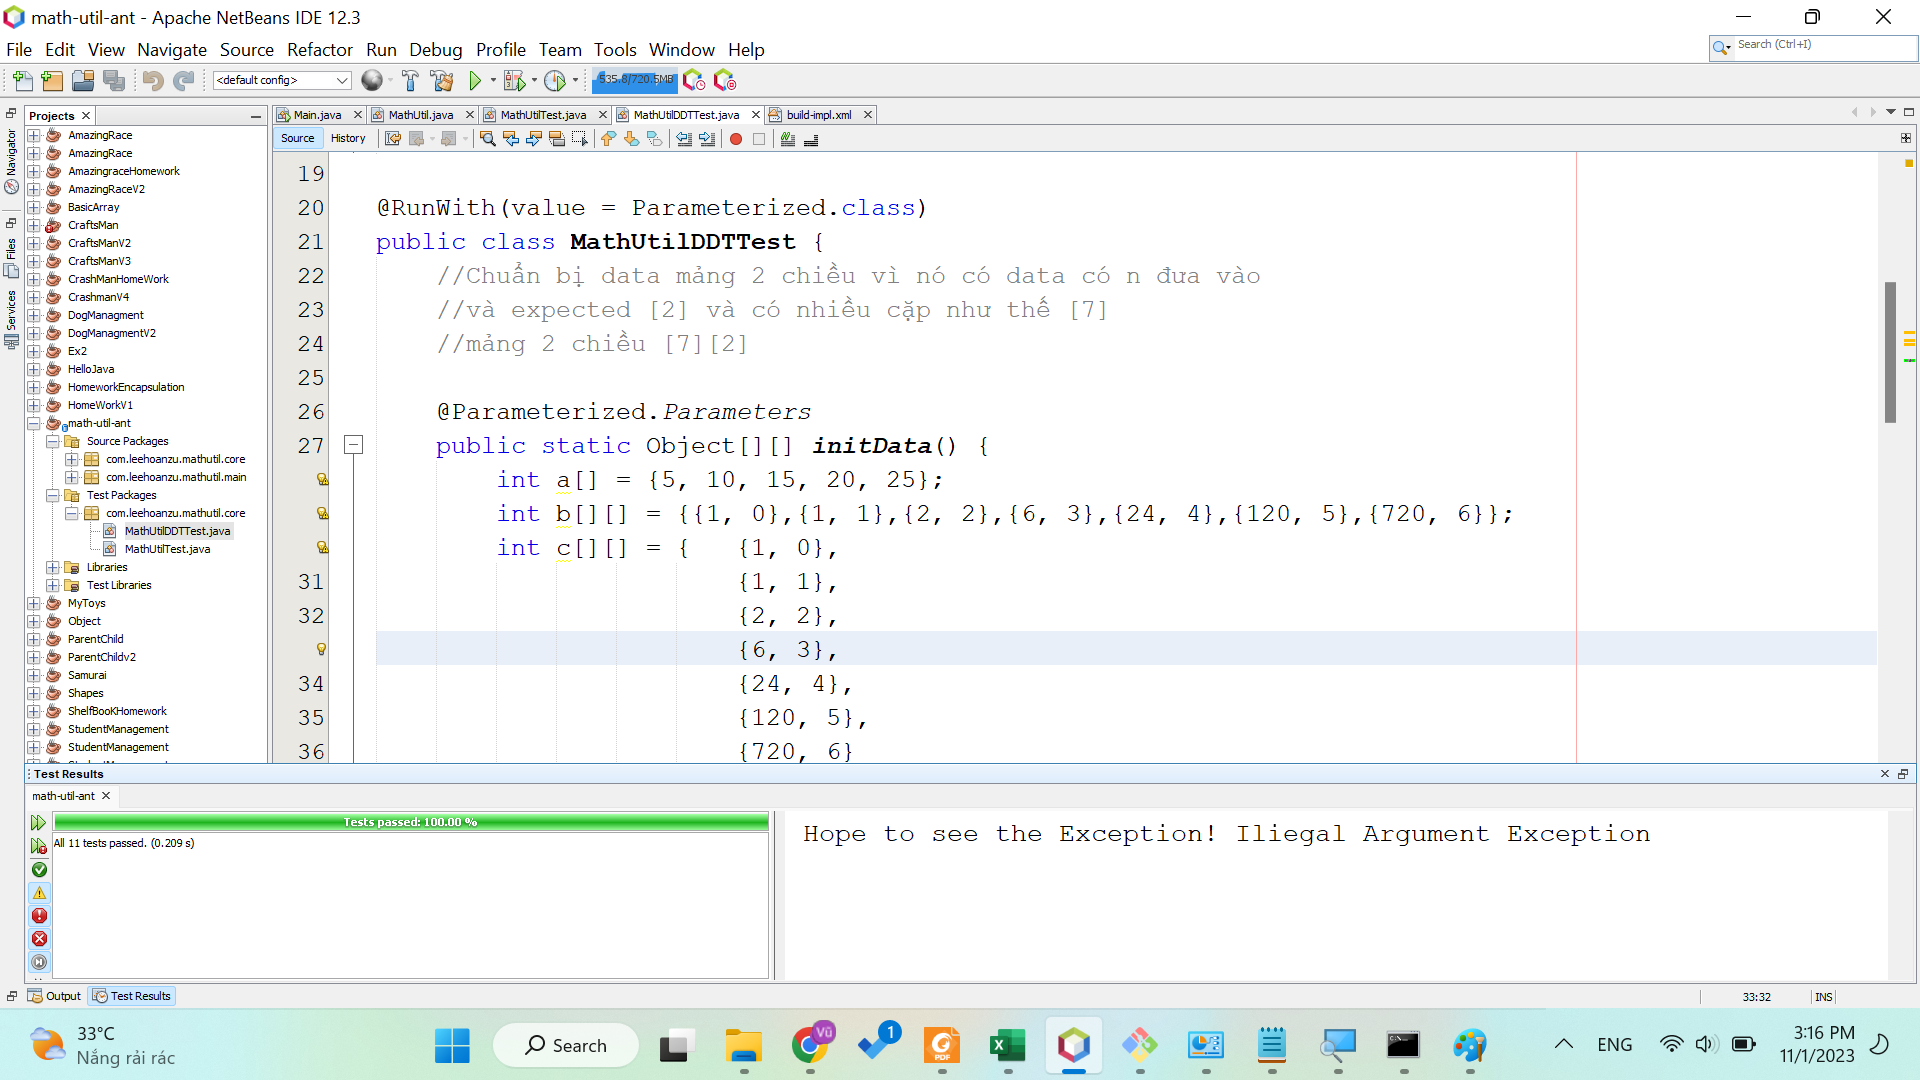 math-util-ant - Apache NetBeans IDE 12.3
File Edit View Navigate Source Refactor Run Debug Profile Team Tools Window Help
Search (Ctrl+I)
<default config>
535.8/720.5MB
Projects
Main.java MathUtil.java MathUtilTest.java MathUtilDDTTest.java build-impl.xml
Source History
Navigator
Files
Services
AmazingRace
AmazingRace
AmazingraceHomework
AmazingRaceV2
BasicArray
CraftsMan
CraftsManV2
CraftsManV3
CrashManHomeWork
CrashmanV4
DogManagment
DogManagmentV2
Ex2
HelloJava
HomeworkEncapsulation
HomeWorkV1
math-util-ant
Source Packages
com.leehoanzu.mathutil.core
com.leehoanzu.mathutil.main
Test Packages
com.leehoanzu.mathutil.core
MathUtilDDTTest.java
MathUtilTest.java
Libraries
Test Libraries
MyToys
Object
ParentChild
ParentChildv2
Samurai
Shapes
ShelfBooKHomework
StudentManagement
StudentManagement
19
20 @RunWith(value = Parameterized.class)
21 public class MathUtilDDTTest {
22 //Chuẩn bị data mảng 2 chiều vì nó có data có n đưa vào
23 //và expected [2] và có nhiều cặp như thế [7]
24 //mảng 2 chiều [7][2]
25
26 @Parameterized.Parameters
27 public static Object[][] initData() {
int a[] = {5, 10, 15, 20, 25};
int b[][] = {{1, 0},{1, 1},{2, 2},{6, 3},{24, 4},{120, 5},{720, 6}};
int c[][] = { {1, 0},
31 {1, 1},
32 {2, 2},
{6, 3},
34 {24, 4},
35 {120, 5},
36 {720, 6}
Test Results
math-util-ant
Tests passed: 100.00 %
All 11 tests passed. (0.209 s)
Hope to see the Exception! Iliegal Argument Exception
Output Test Results
33:32 INS
33°C
Nắng rải rác
Search
Vũ
1
PDF
ENG
3:16 PM
11/1/2023